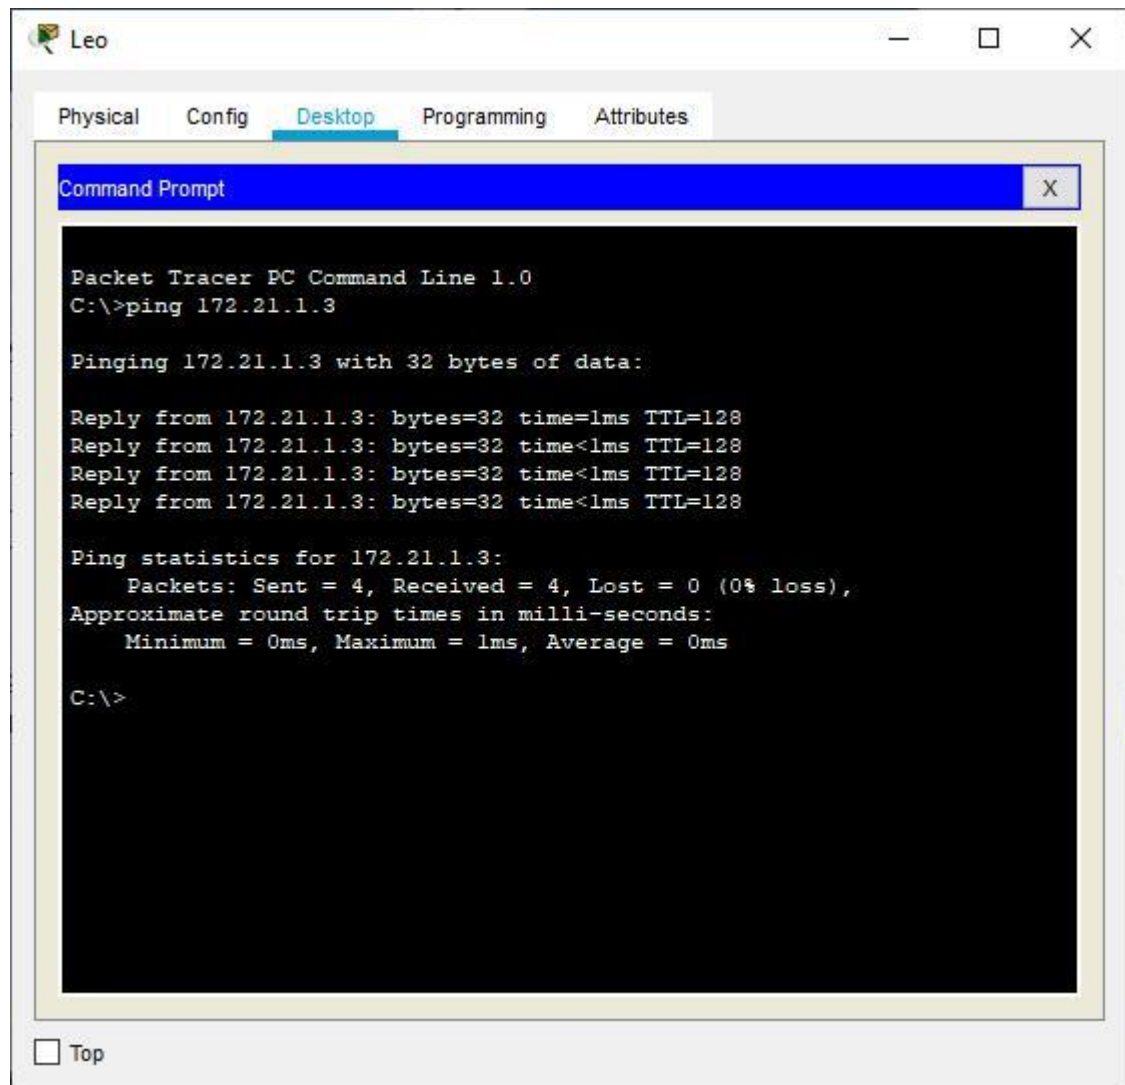 Leo
Physical Config Desktop Programming Attributes
Command Prompt X
Packet Tracer PC Command Line 1.0
C:\>ping 172.21.1.3
Pinging 172.21.1.3 with 32 bytes of data:
Reply from 172.21.1.3: bytes=32 time=1ms TTL=128
Reply from 172.21.1.3: bytes=32 time<1ms TTL=128
Reply from 172.21.1.3: bytes=32 time<1ms TTL=128
Reply from 172.21.1.3: bytes=32 time<1ms TTL=128
Ping statistics for 172.21.1.3:
Packets: Sent = 4, Received = 4, Lost = 0 (0% loss),
Approximate round trip times in milli-seconds:
Minimum = 0ms, Maximum = 1ms, Average = 0ms
C:\>
Top